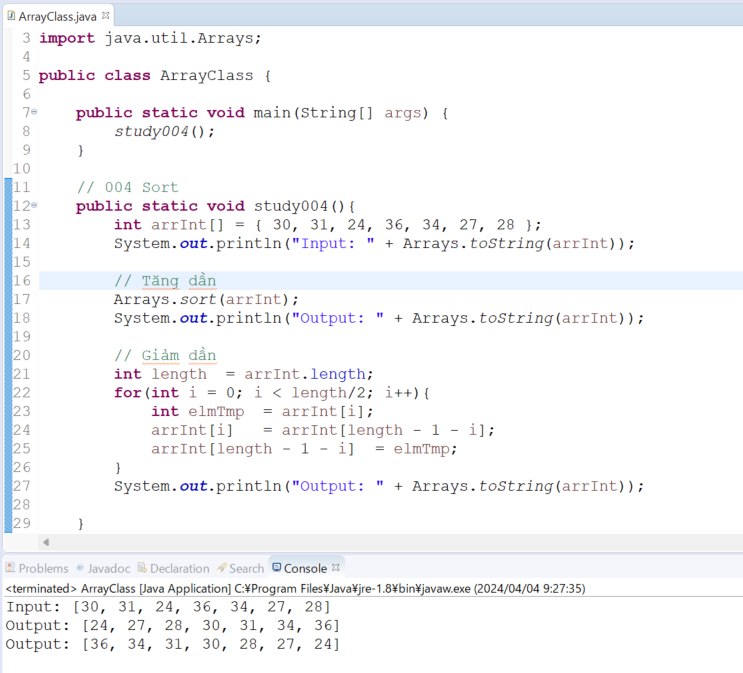 ArrayClass.java
3 import java.util.Arrays;
4
5 public class ArrayClass {
6
7 public static void main(String[] args) {
8 study004();
9 }
10
11 // 004 Sort
12 public static void study004(){
13 int arrInt[] = { 30, 31, 24, 36, 34, 27, 28 };
14 System.out.println("Input: " + Arrays.toString(arrInt));
15
16 // Tăng dần
17 Arrays.sort(arrInt);
18 System.out.println("Output: " + Arrays.toString(arrInt));
19
20 // Giảm dần
21 int length  = arrInt.length;
22 for(int i = 0; i < length/2; i++){
23 int elmTmp  = arrInt[i];
24 arrInt[i]   = arrInt[length - 1 - i];
25 arrInt[length - 1 - i]  = elmTmp;
26 }
27 System.out.println("Output: " + Arrays.toString(arrInt));
28
29 }
Problems @ Javadoc Declaration Search Console
<terminated> ArrayClass [Java Application] C:¥Program Files¥Java¥jre-1.8¥bin¥javaw.exe (2024/04/04 9:27:35)
Input: [30, 31, 24, 36, 34, 27, 28]
Output: [24, 27, 28, 30, 31, 34, 36]
Output: [36, 34, 31, 30, 28, 27, 24]